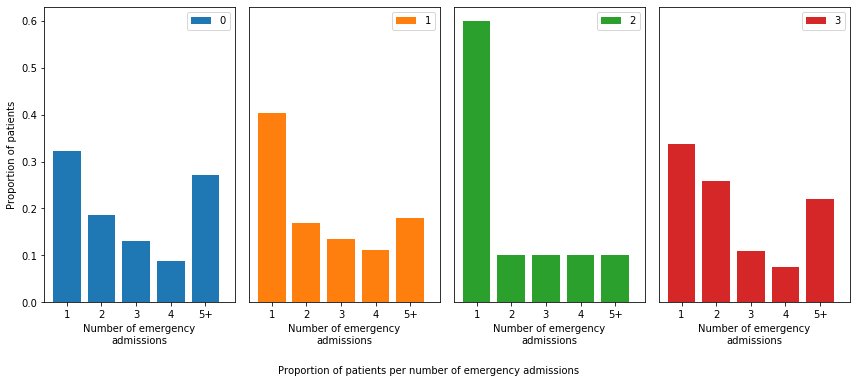 0
1
2
3
0.6
0.5
0.4
0.3
0.2
0.1
0.0
Proportion of patients
1 2 3 4 5+
1 2 3 4 5+
1 2 3 4 5+
1 2 3 4 5+
Number of emergency
admissions
Number of emergency
admissions
Number of emergency
admissions
Number of emergency
admissions
Proportion of patients per number of emergency admissions